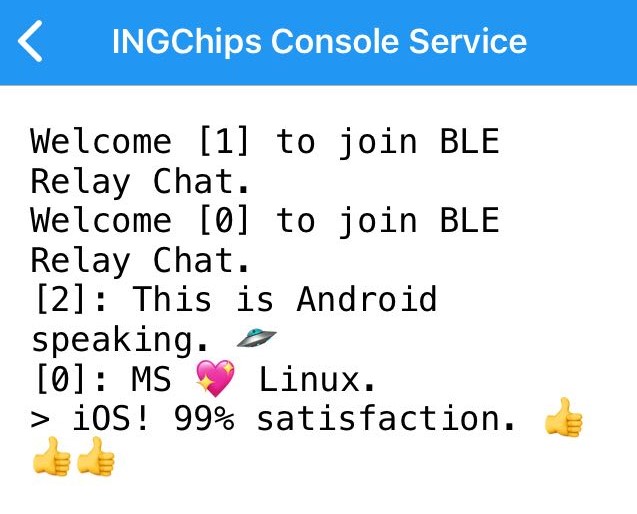 INGChips Console Service
Welcome [1] to join BLE
Relay Chat.
Welcome [0] to join BLE
Relay Chat.
[2]: This is Android
speaking. 🛸
[0]: MS 💖 Linux.
> iOS! 99% satisfaction. 👍
👍👍